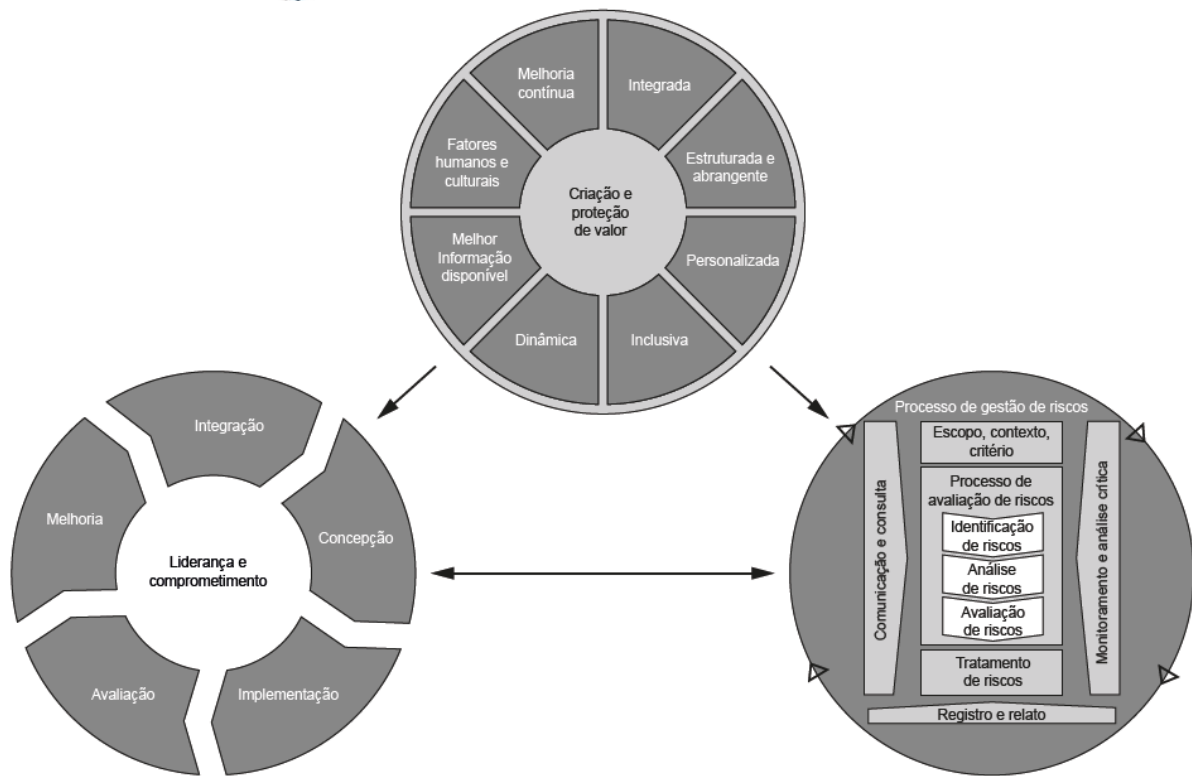 Melhoria
contínua
Integrada
Fatores
humanos e
culturais
Estruturada e
abrangente
Criação e
proteção
de valor
Melhor
Informação
disponível
Personalizada
Dinâmica
Inclusiva
Integração
Melhoria
Concepção
Liderança e
comprometimento
Avaliação
Implementação
Processo de gestão de riscos
Escopo, contexto,
critério
Comunicação e consulta
Processo de
avaliação de riscos
Identificação
de riscos
Análise
de riscos
Avaliação
de riscos
Monitoramento e análise crítica
Tratamento
de riscos
Registro e relato